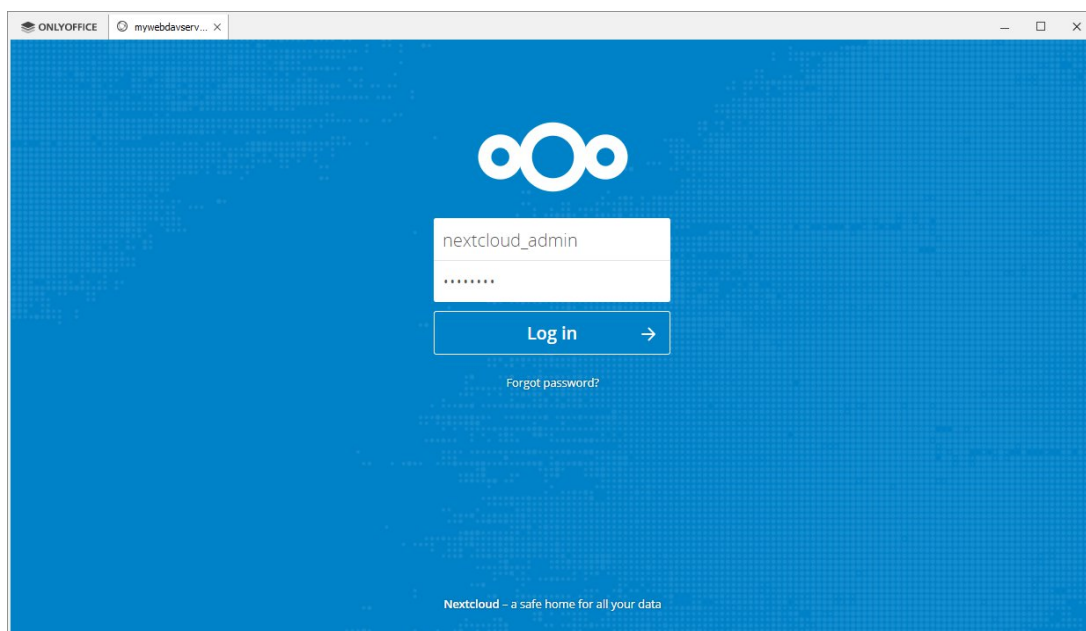 ONLYOFFICE
mywebdavserv...
nextcloud_admin
••••••••
Log in
Forgot password?
Nextcloud – a safe home for all your data